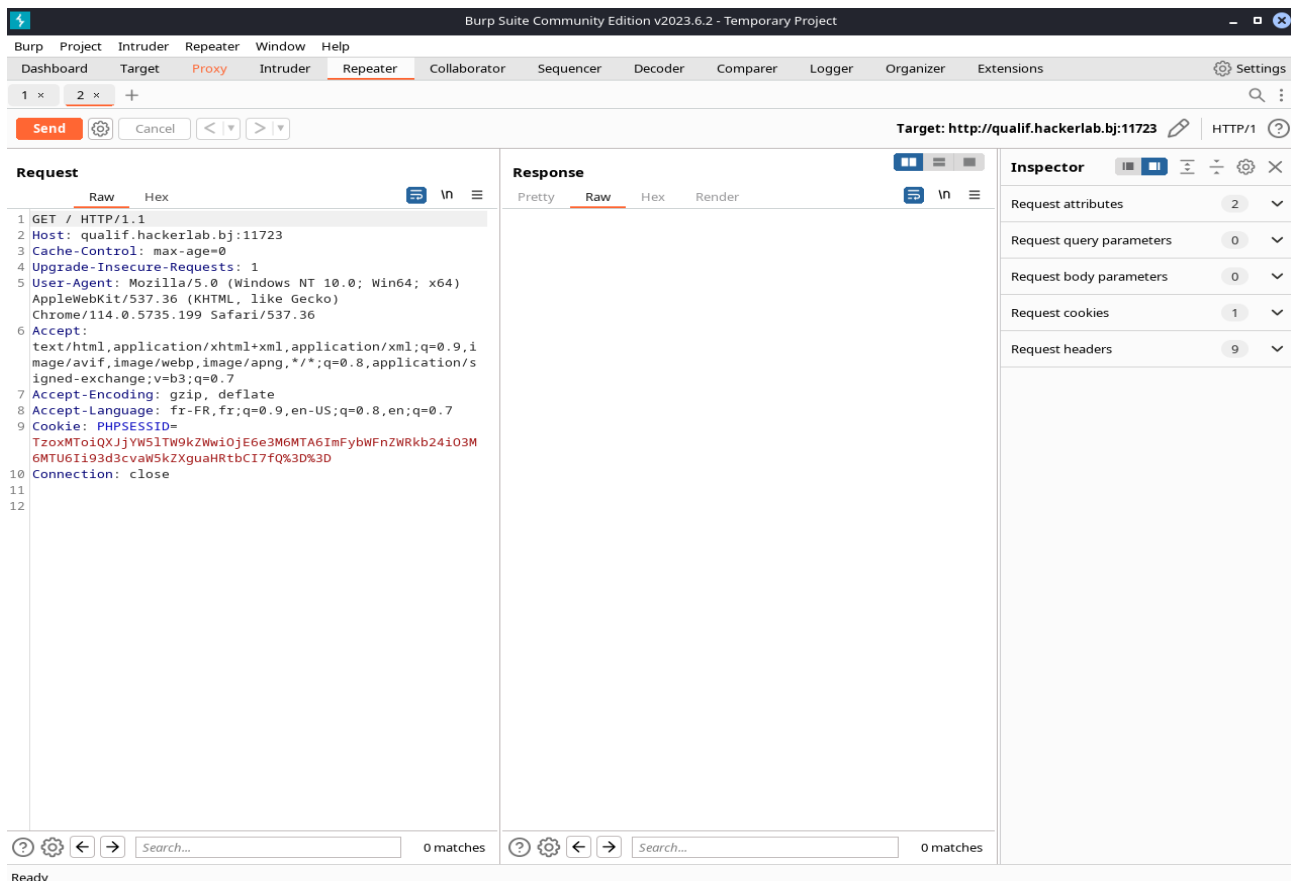 Burp Suite Community Edition v2023.6.2 - Temporary Project
Burp Project Intruder Repeater Window Help
Dashboard Target Proxy Intruder Repeater Collaborator Sequencer Decoder Comparer Logger Organizer Extensions Settings
1 × 2 × +
Send Cancel < > Target: http://qualif.hackerlab.bj:11723 HTTP/1 ?
Request
Raw Hex \n
1 GET / HTTP/1.1
2 Host: qualif.hackerlab.bj:11723
3 Cache-Control: max-age=0
4 Upgrade-Insecure-Requests: 1
5 User-Agent: Mozilla/5.0 (Windows NT 10.0; Win64; x64)
AppleWebKit/537.36 (KHTML, like Gecko)
Chrome/114.0.5735.199 Safari/537.36
6 Accept:
text/html,application/xhtml+xml,application/xml;q=0.9,i
mage/avif,image/webp,image/apng,*/*;q=0.8,application/s
igned-exchange;v=b3;q=0.7
7 Accept-Encoding: gzip, deflate
8 Accept-Language: fr-FR,fr;q=0.9,en-US;q=0.8,en;q=0.7
9 Cookie: PHPSESSID=
TzoxMToiQXJjYW5lTW9kZWwiOjE6e3M6MTA6ImFybWFnZWRkb24iO3M
6MTU6Ii93d3cvaW5kZXguaHRtbCI7fQ%3D%3D
10 Connection: close
11
12
? Search... 0 matches
Response
Pretty Raw Hex Render \n
? Search... 0 matches
Inspector
Request attributes 2
Request query parameters 0
Request body parameters 0
Request cookies 1
Request headers 9
Ready